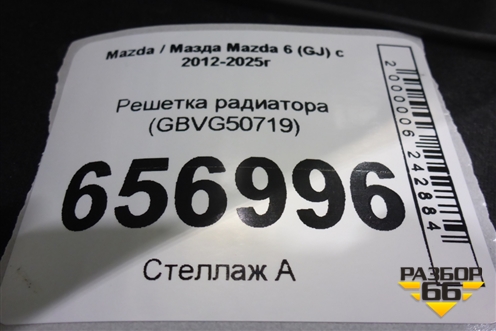 Mazda / Мазда Mazda 6 (GJ) с
2012-2025г
Решетка радиатора
(GBVG50719)
656996
Стеллаж А
2000006242884
РАЗБОР
66